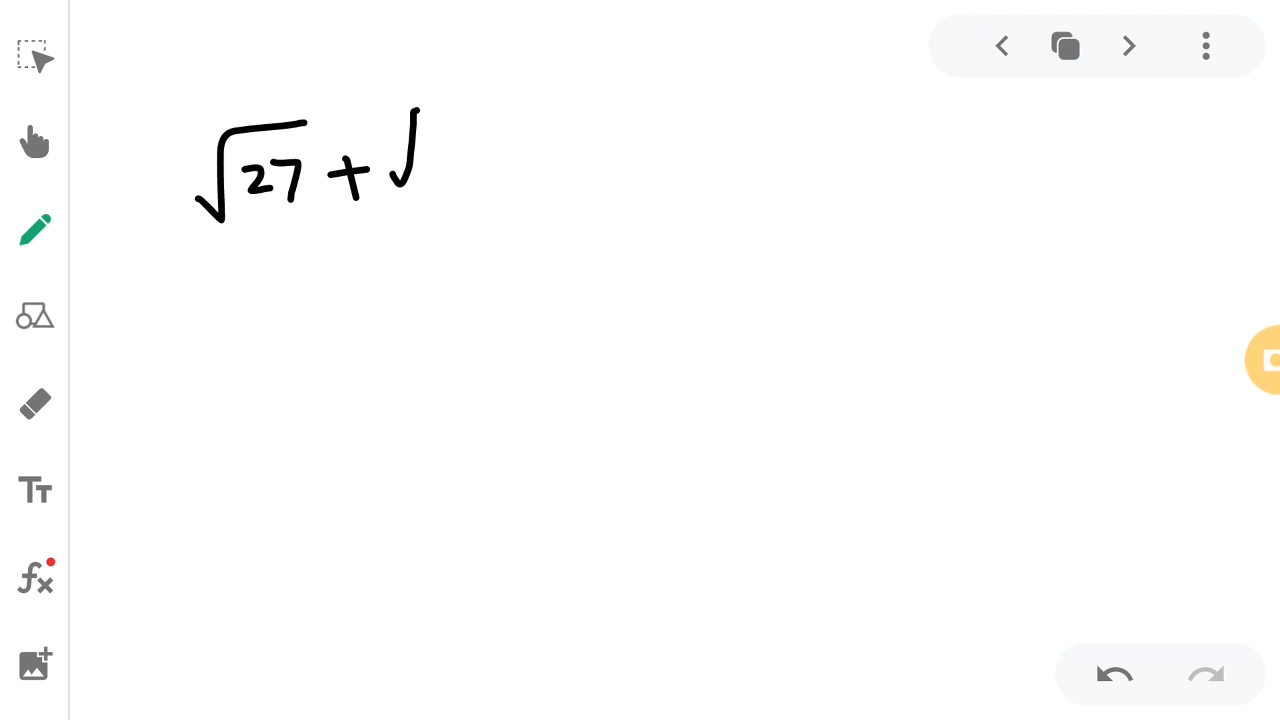 √27 + √